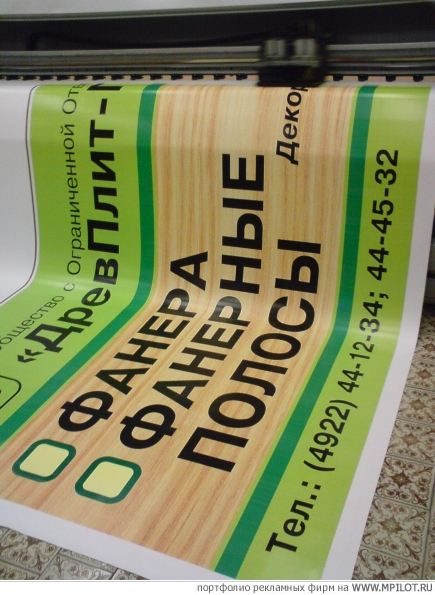 Общество с Ограниченной
«ДревПлит-
ФАНЕРА
ФАНЕРНЫЕ
ПОЛОСЫ
Тел.: (4922) 44-12-34; 44-45-32
портфолио рекламных фирм на WWW.MPILOT.RU